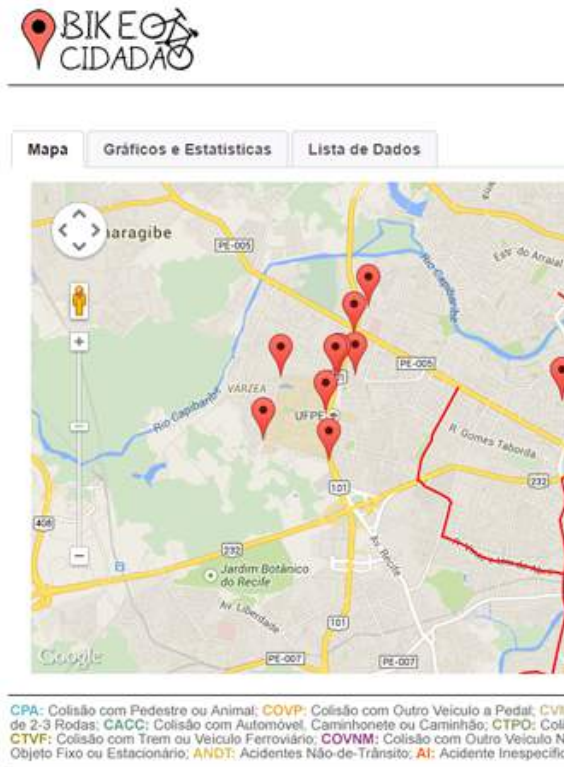 BIKE
CIDADÃO
Mapa
Gráficos e Estatísticas
Lista de Dados
aragibe
PE-005
Estr. do Arraial
Rio Capibaribe
PE-005
VÁRZEA
UFPE
Rio Capibaribe
R. Gomes Taborda
101
232
408
232
Av. Recife
Jardim Botânico
do Recife
Av. Liberdade
101
Google
PE-007
PE-007
CPA: Colisão com Pedestre ou Animal; COVP: Colisão com Outro Veículo a Pedal;
de 2-3 Rodas; CACC: Colisão com Automóvel, Caminhonete ou Caminhão; CTPO:
CTVF: Colisão com Trem ou Veículo Ferroviário; COVNM: Colisão com Outro Veículo N
Objeto Fixo ou Estacionário; ANDT: Acidentes Não-de-Trânsito; AI: Acidente